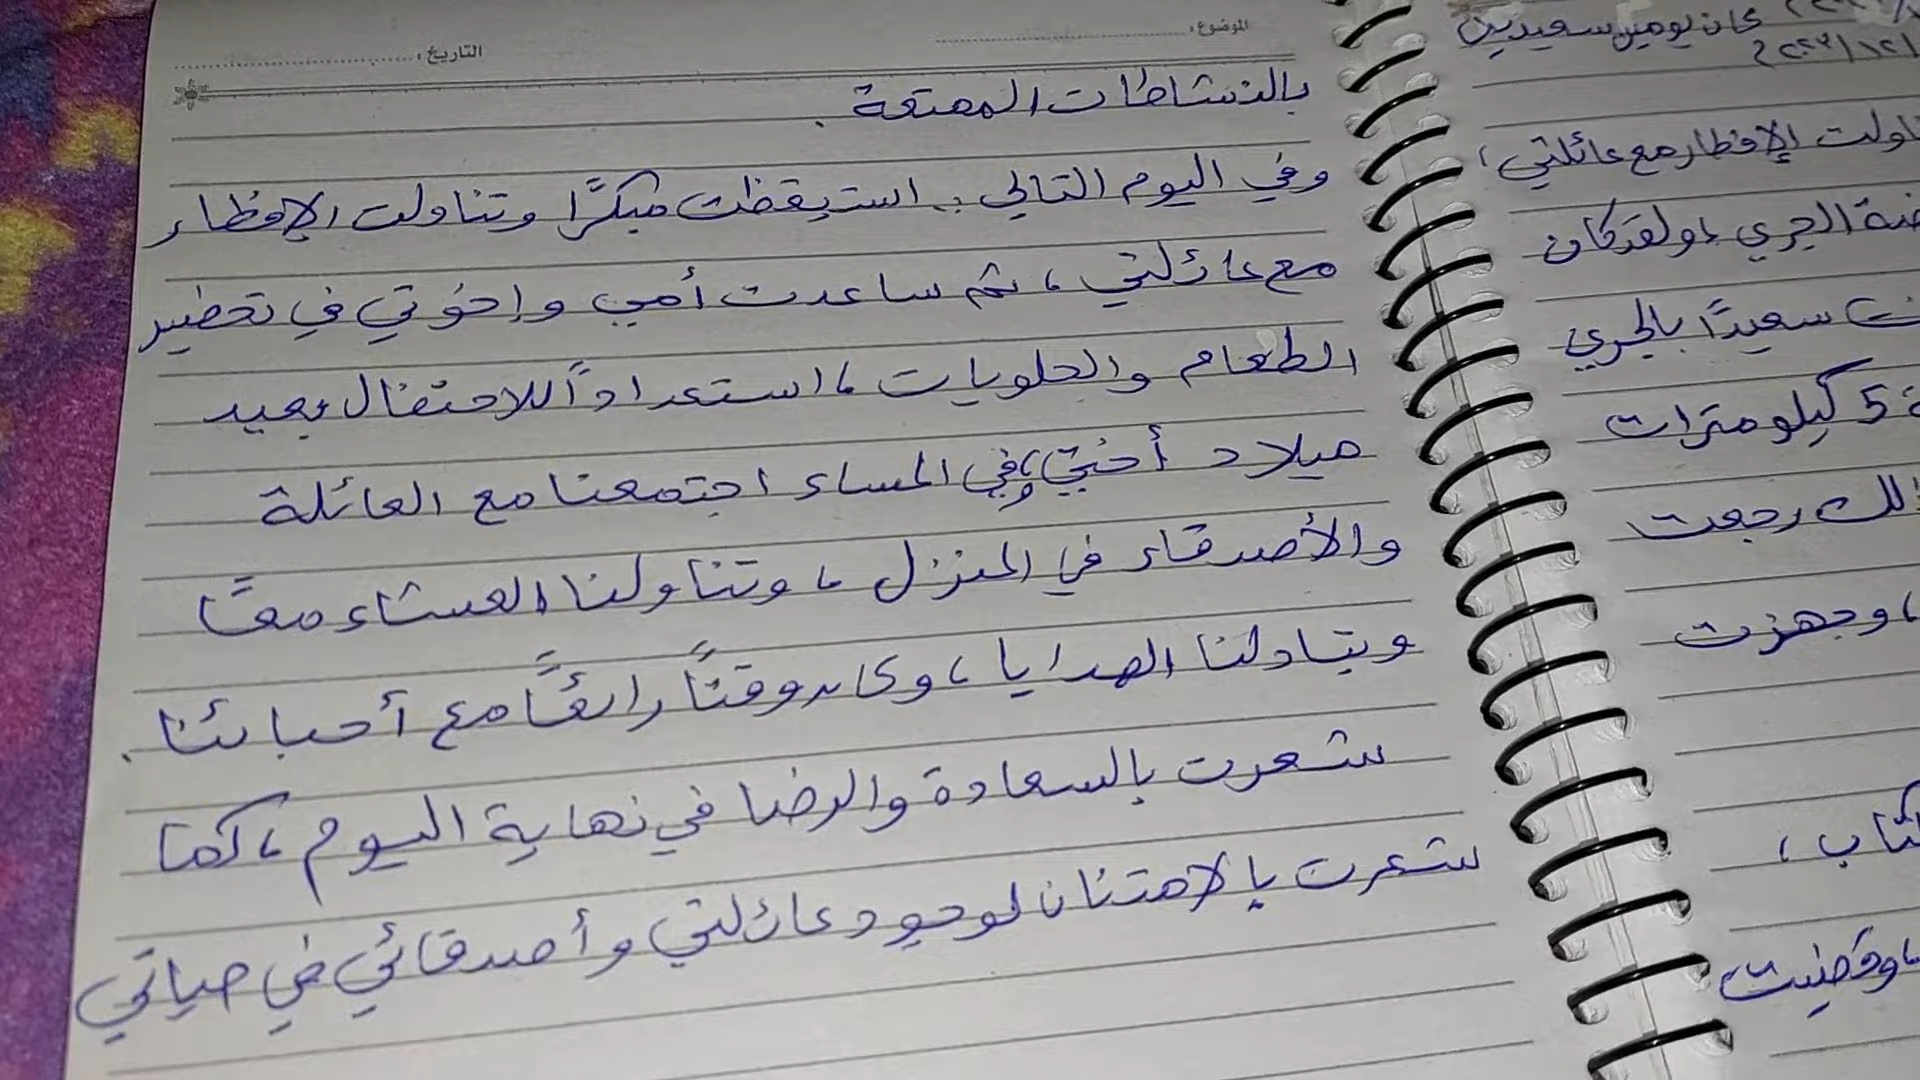 الموضوع:
التاريخ:
بالنشاطات الممتعة.
وفي اليوم التالي.. استيقظت مبكرًا وتناولت الإفطار
مع عائلتي، ثم ساعدت أمي وإخوتي في تحضير
الطعام والحلويات، استعدادًا للاحتفال بعيد
ميلاد أختي، وفي المساء اجتمعنا مع العائلة
والأصدقاء في المنزل، وتناولنا العشاء معًا
وتبادلنا الهدايا، وكان وقتًا رائعًا مع أحبائنا.
شعرت بالسعادة والرضا في نهاية اليوم، كما
شعرت بالامتنان لوجود عائلتي وأصدقائي في حياتي
كان يومين سعيدين
الإفطار مع عائلتي،
الجري، ولقد كان
سعيدًا بالجري
5 كيلومترات
رجعت
، وجهزت
،
، وقضيت